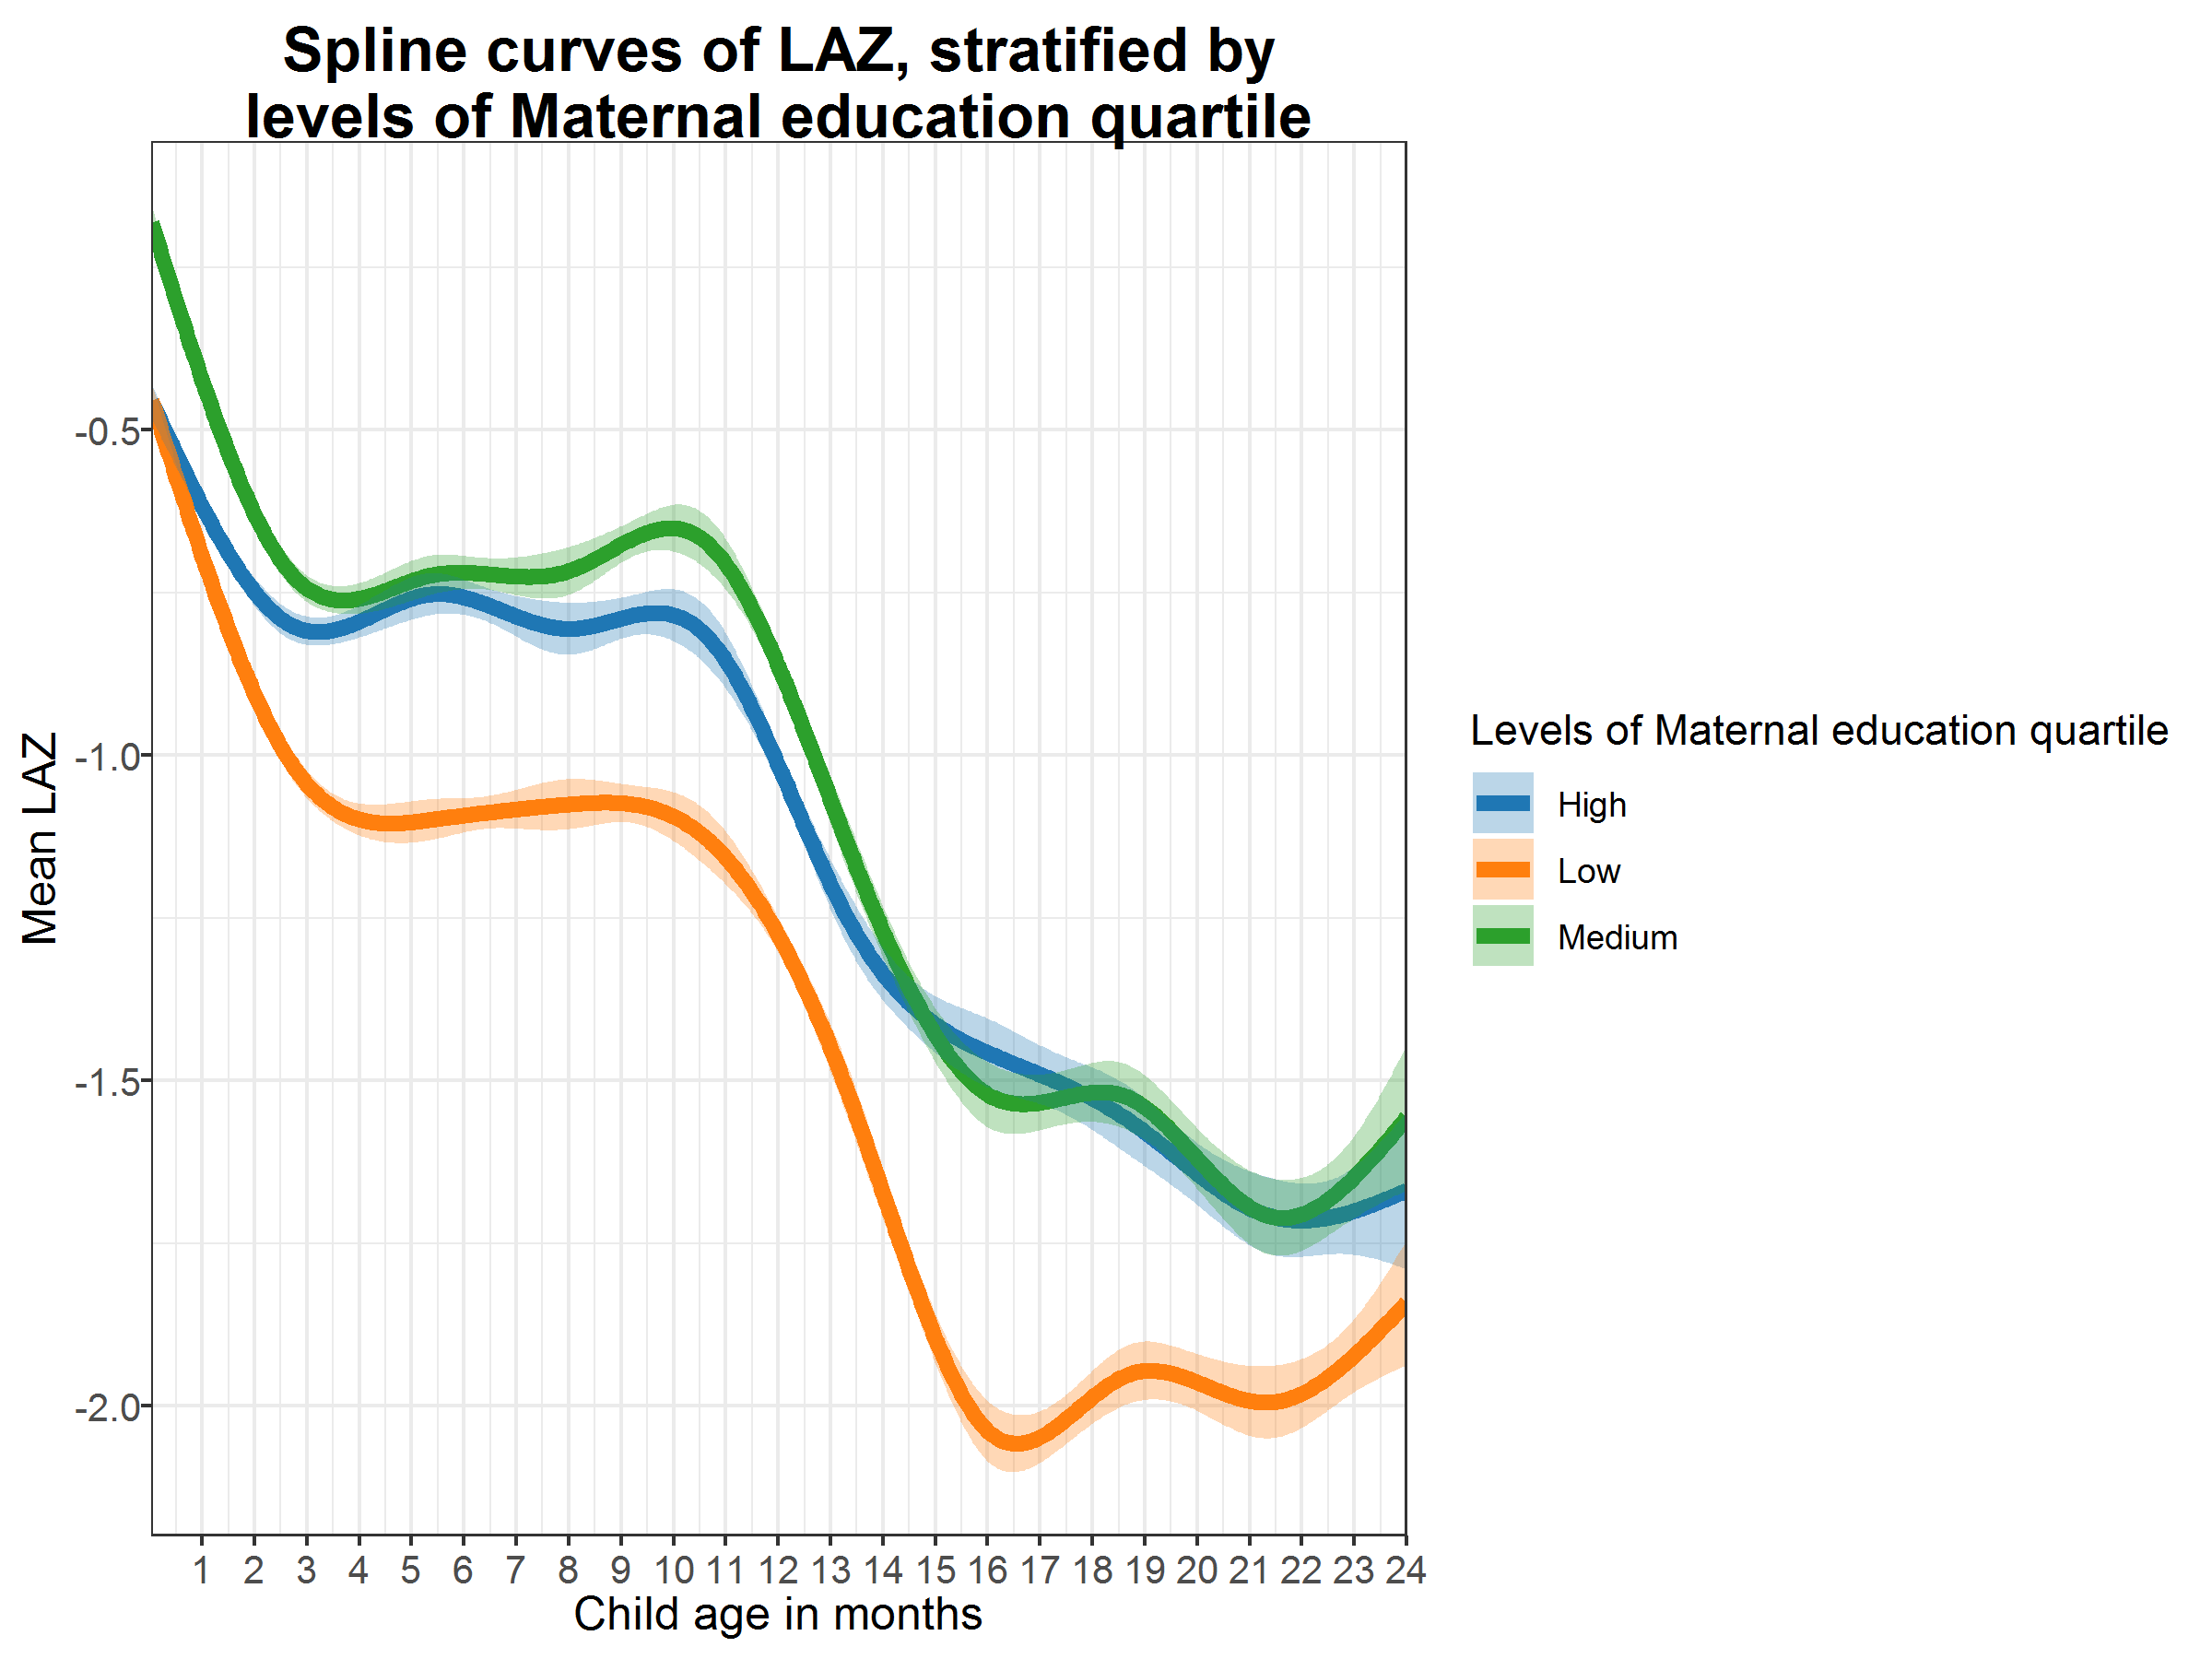 Spline curves of LAZ, stratified by
levels of Maternal education quartile
Mean LAZ
-0.5
-1.0
-1.5
-2.0
1 2 3 4 5 6 7 8 9 10 11 12 13 14 15 16 17 18 19 20 21 22 23 24
Child age in months
Levels of Maternal education quartile
High
Low
Medium